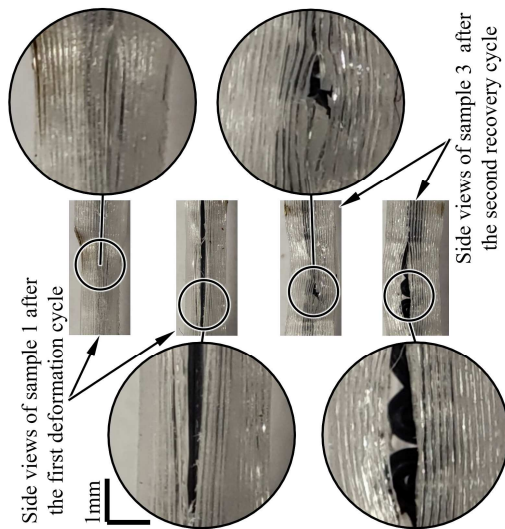 Side views of sample 1 after
the first deformation cycle
1mm
Side views of sample 3 after
the second recovery cycle